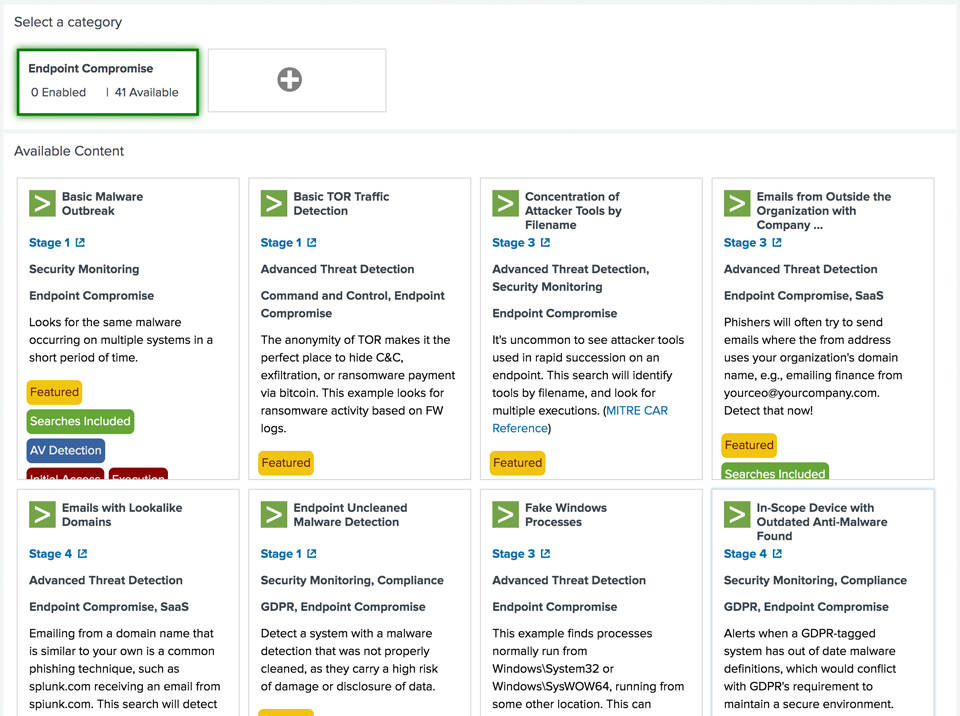 Select a category
Endpoint Compromise
0 Enabled | 41 Available
Available Content
Basic Malware
Outbreak
Stage 1
Security Monitoring
Endpoint Compromise
Looks for the same malware
occurring on multiple systems in a
short period of time.
Featured
Searches Included
AV Detection
Initial Access Execution
Basic TOR Traffic
Detection
Stage 1
Advanced Threat Detection
Command and Control, Endpoint
Compromise
The anonymity of TOR makes it the
perfect place to hide C&C,
exfiltration, or ransomware payment
via bitcoin. This example looks for
ransomware activity based on FW
logs.
Featured
Concentration of
Attacker Tools by
Filename
Stage 3
Advanced Threat Detection,
Security Monitoring
Endpoint Compromise
It's uncommon to see attacker tools
used in rapid succession on an
endpoint. This search will identify
tools by filename, and look for
multiple executions. (MITRE CAR
Reference)
Featured
Emails from Outside the
Organization with
Company ...
Stage 3
Advanced Threat Detection
Endpoint Compromise, SaaS
Phishers will often try to send
emails where the from address
uses your organization's domain
name, e.g., emailing finance from
yourceo@yourcompany.com.
Detect that now!
Featured
Searches Included
Emails with Lookalike
Domains
Stage 4
Advanced Threat Detection
Endpoint Compromise, SaaS
Emailing from a domain name that
is similar to your own is a common
phishing technique, such as
splunk.com receiving an email from
spiunk.com. This search will detect
Endpoint Uncleaned
Malware Detection
Stage 1
Security Monitoring, Compliance
GDPR, Endpoint Compromise
Detect a system with a malware
detection that was not properly
cleaned, as they carry a high risk
of damage or disclosure of data.
Fake Windows
Processes
Stage 3
Advanced Threat Detection
Endpoint Compromise
This example finds processes
normally run from
Windows\System32 or
Windows\SysWOW64, running from
some other location. This can
In-Scope Device with
Outdated Anti-Malware
Found
Stage 4
Security Monitoring, Compliance
GDPR, Endpoint Compromise
Alerts when a GDPR-tagged
system has out of date malware
definitions, which would conflict
with GDPR's requirement to
maintain a secure environment.